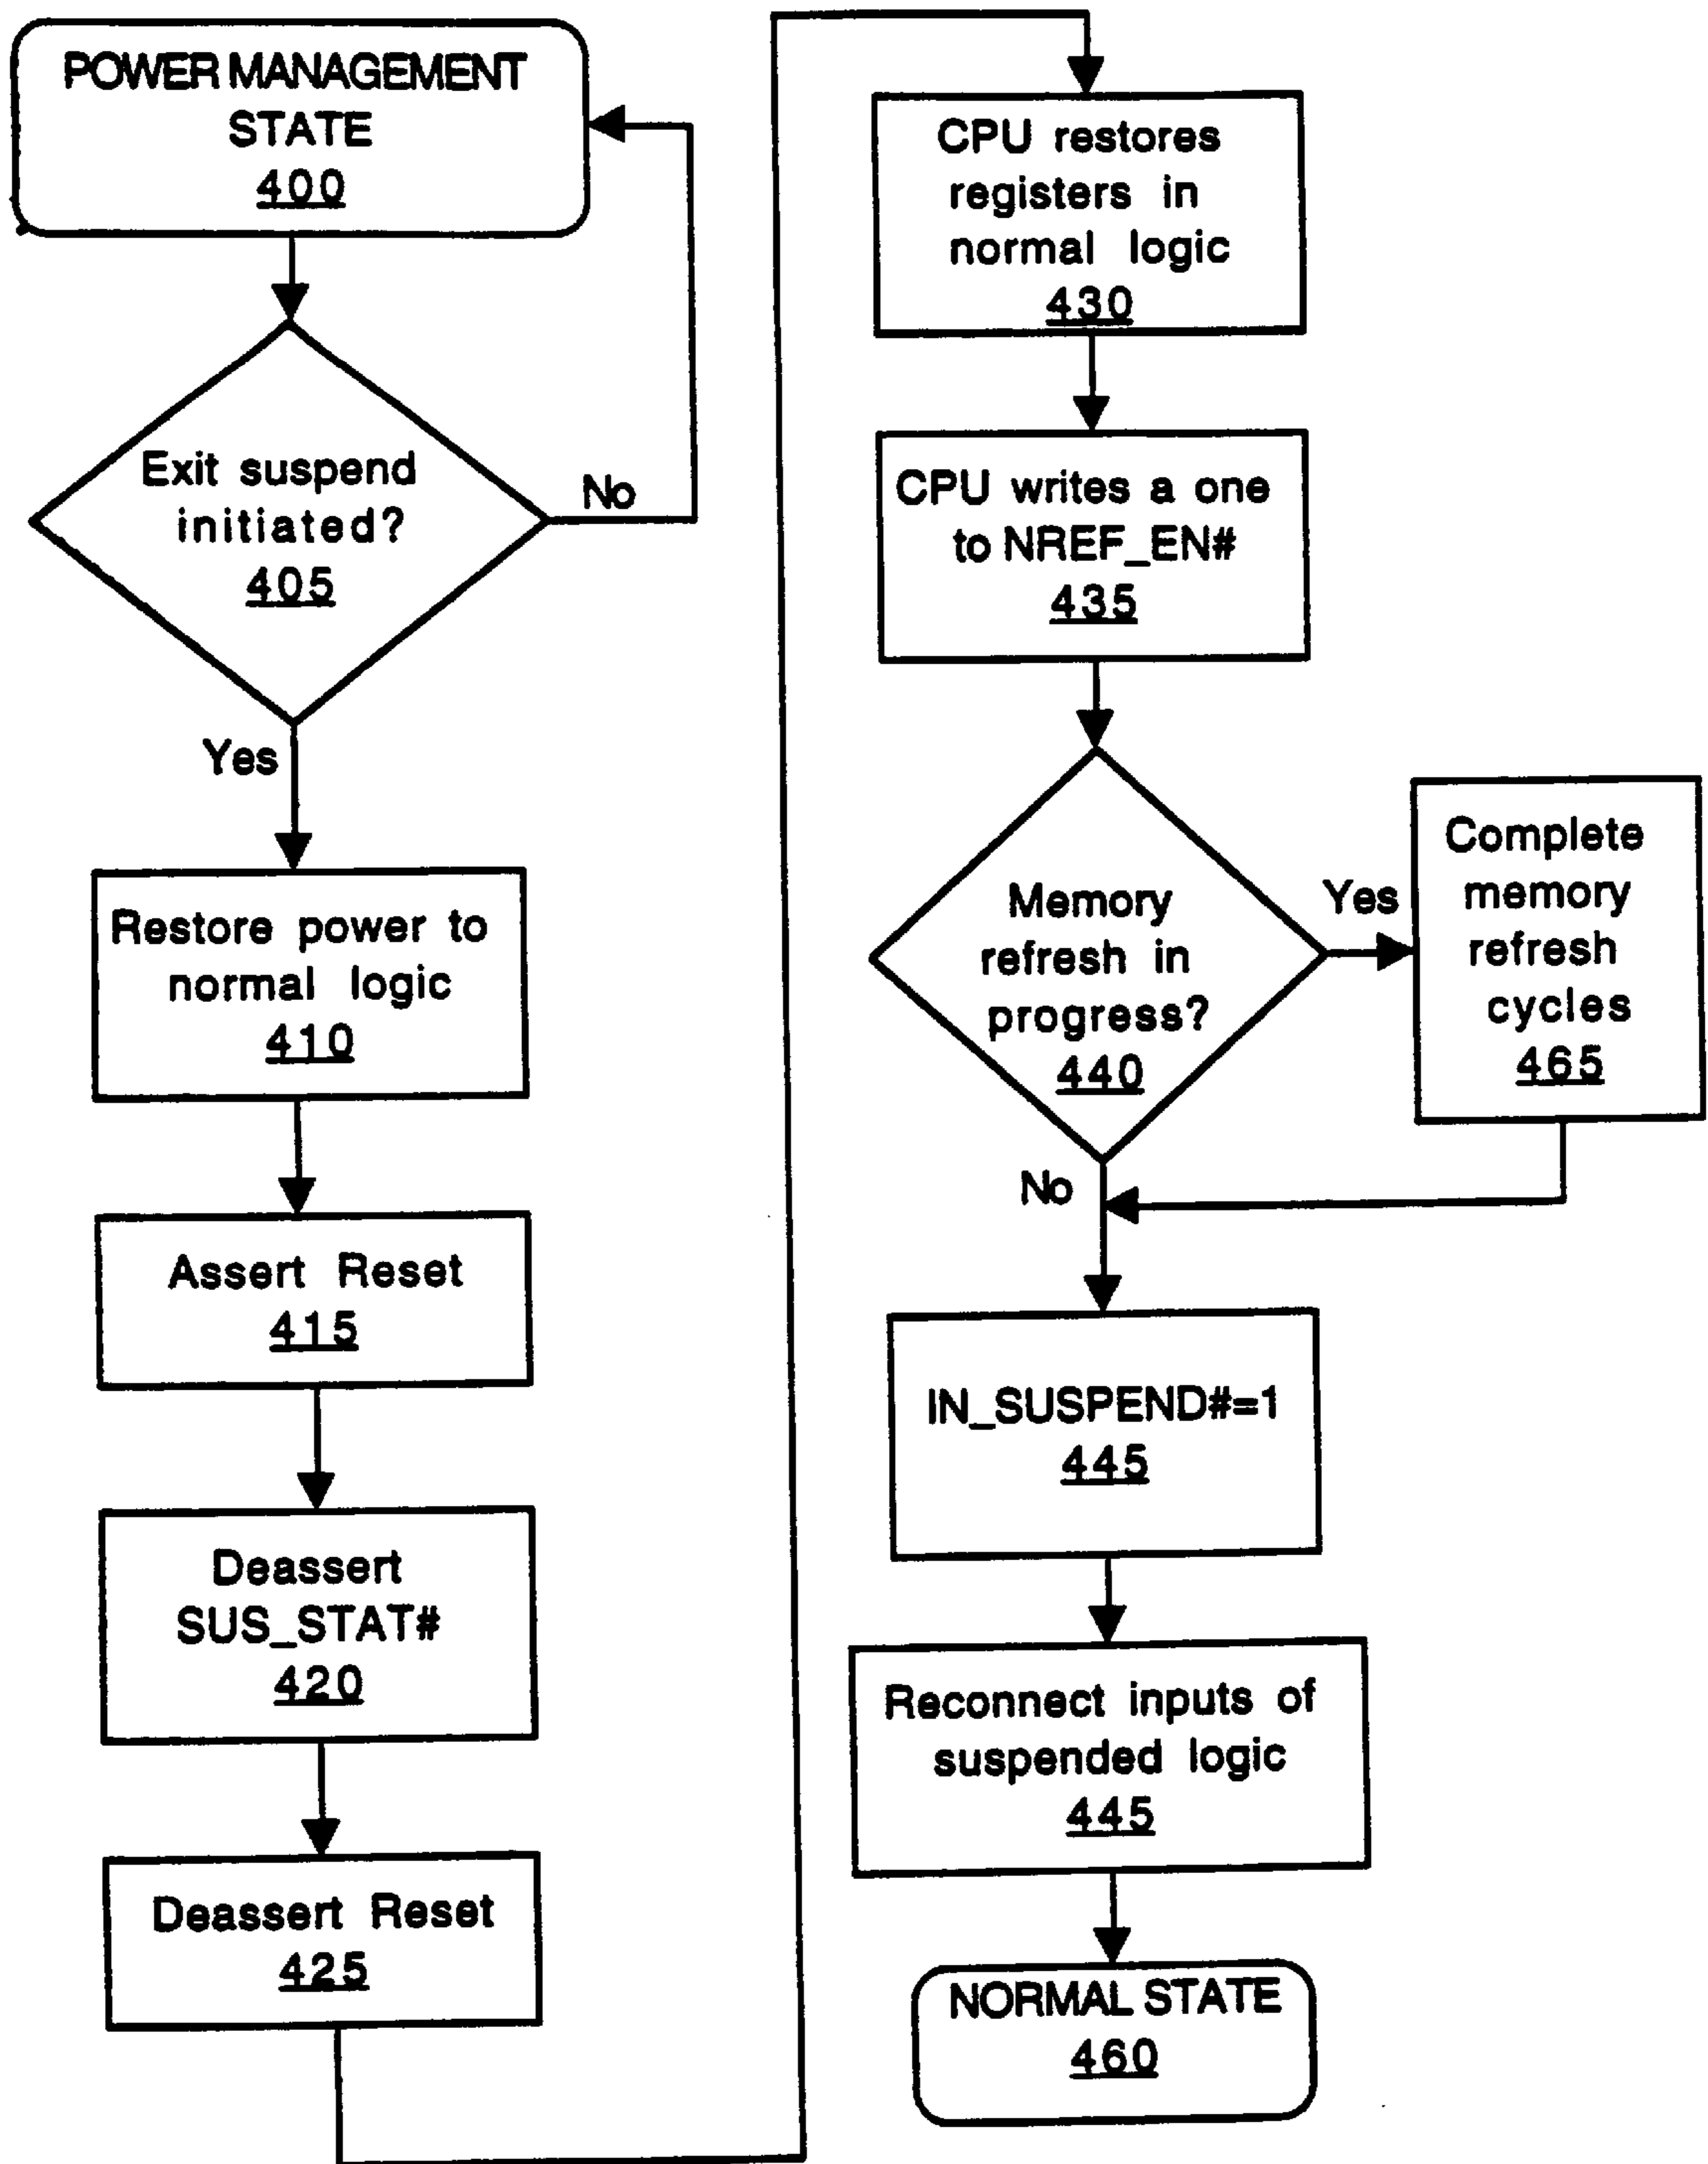 POWER MANAGEMENT
STATE
400
Exit suspend
initiated?
405
No
Yes
Restore power to
normal logic
410
Assert Reset
415
Deassert
SUS_STAT#
420
Deassert Reset
425
CPU restores
registers in
normal logic
430
CPU writes a one
to NREF_EN#
435
Memory
refresh in
progress?
440
Yes
Complete
memory
refresh
cycles
465
No
IN_SUSPEND#=1
445
Reconnect inputs of
suspended logic
445
NORMAL STATE
460